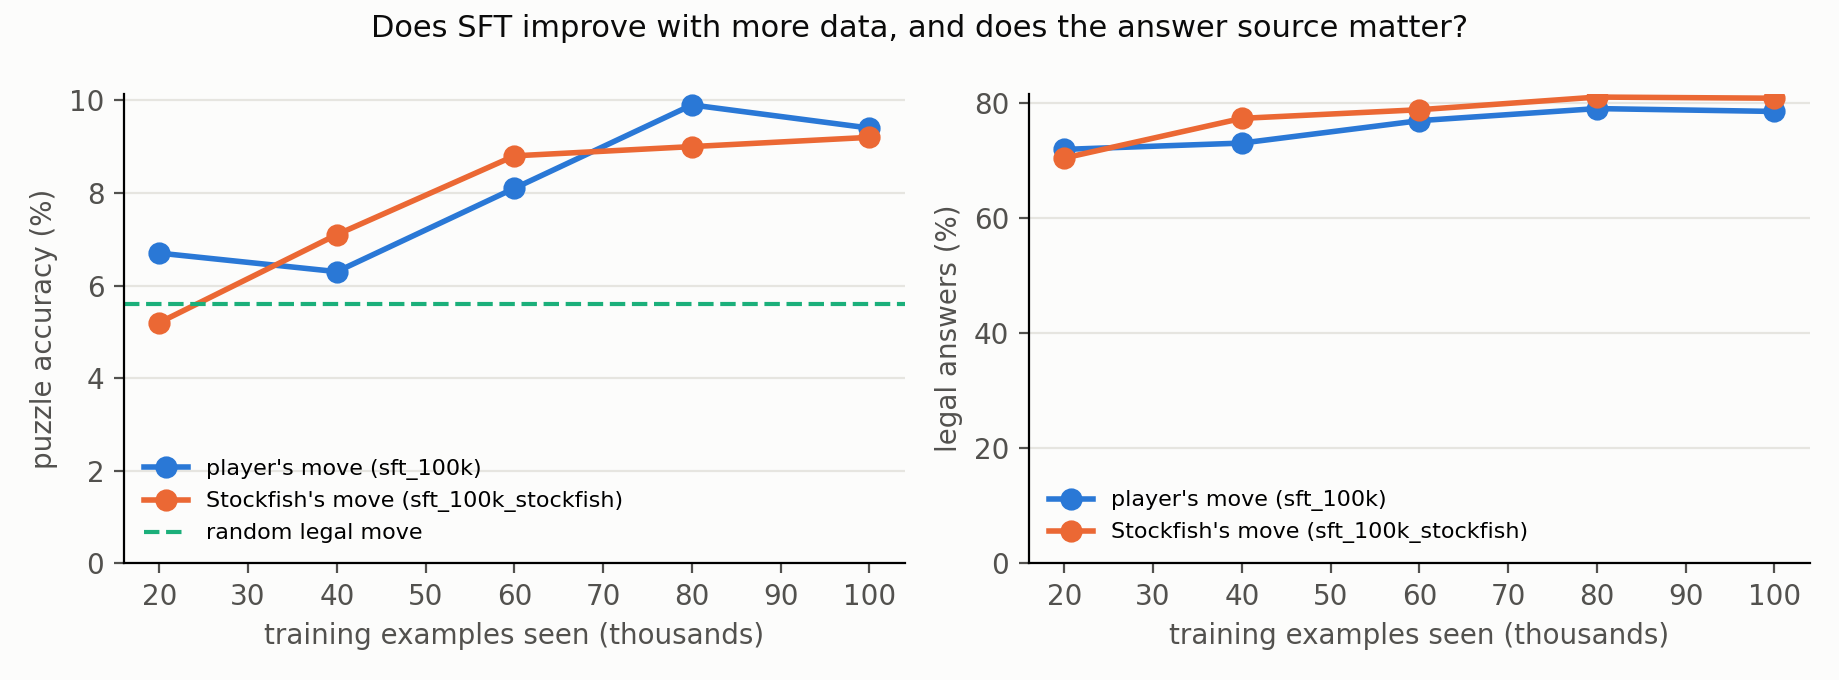 Does SFT improve with more data, and does the answer source matter?
puzzle accuracy (%)
10
8
6
4
2
0
player's move (sft_100k)
Stockfish's move (sft_100k_stockfish)
random legal move
20 30 40 50 60 70 80 90 100
training examples seen (thousands)
legal answers (%)
80
60
40
20
0
player's move (sft_100k)
Stockfish's move (sft_100k_stockfish)
20 30 40 50 60 70 80 90 100
training examples seen (thousands)